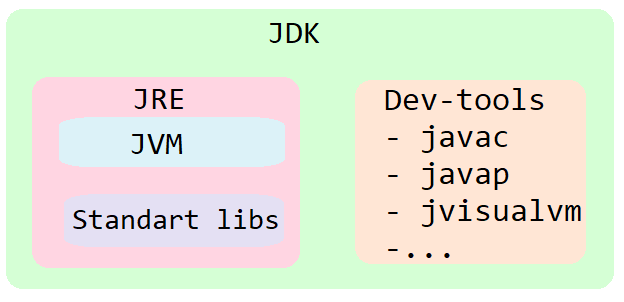 JDK
JRE
JVM
Standart libs
Dev-tools
- javac
- javap
- jvisualvm
-...